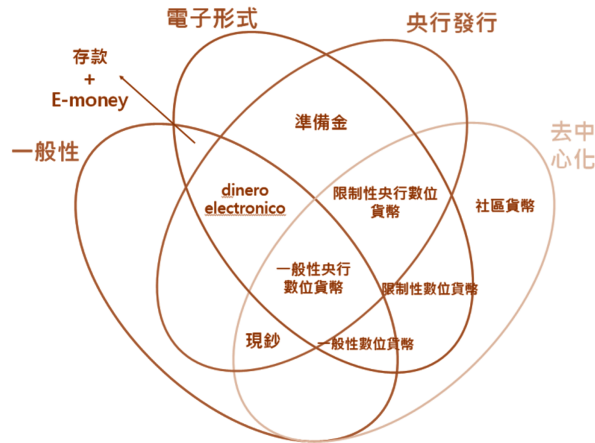 電子形式
央行發行
存款
+
E-money
一般性
去中
心化
準備金
dinero
electronico
限制性央行數位
貨幣
社區貨幣
一般性央行
數位貨幣
限制性數位貨幣
現鈔
一般性數位貨幣